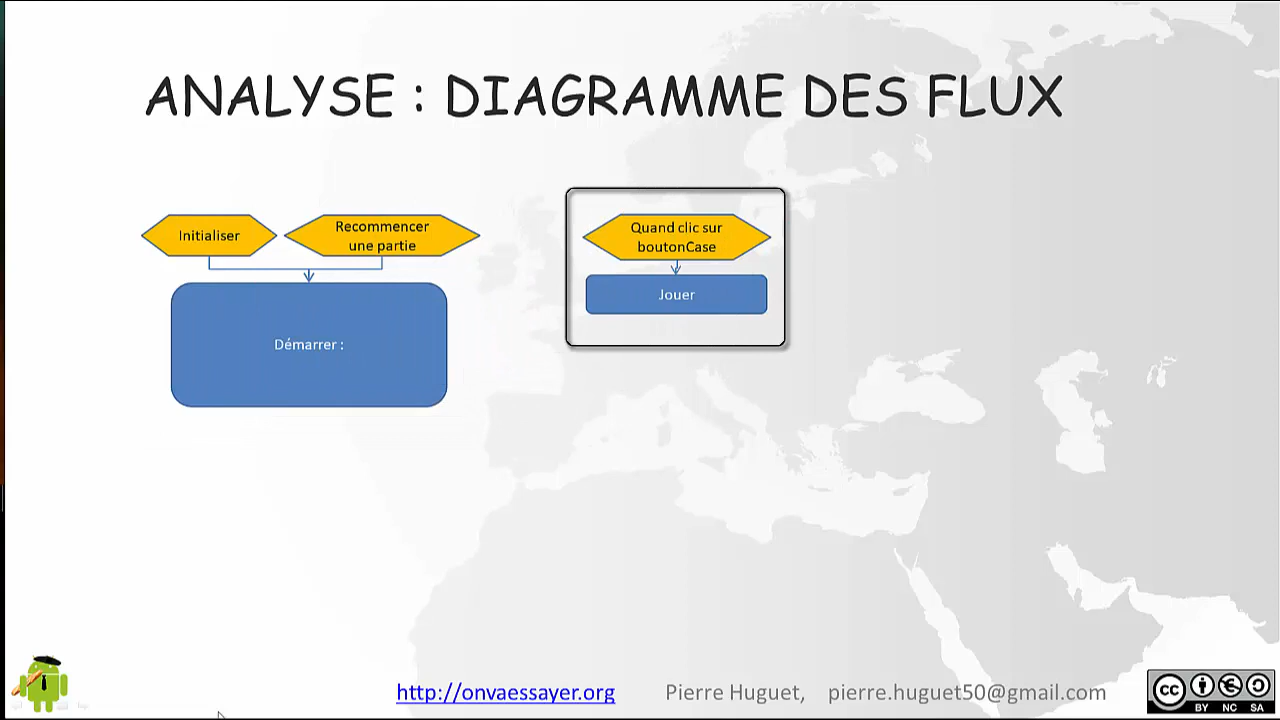 ANALYSE : DIAGRAMME DES FLUX
Initialiser
Recommencer
une partie
Démarrer :
Quand clic sur
boutonCase
Jouer
http://onvaessayer.org
Pierre Huguet, pierre.huguet50@gmail.com
cc
BY NC SA